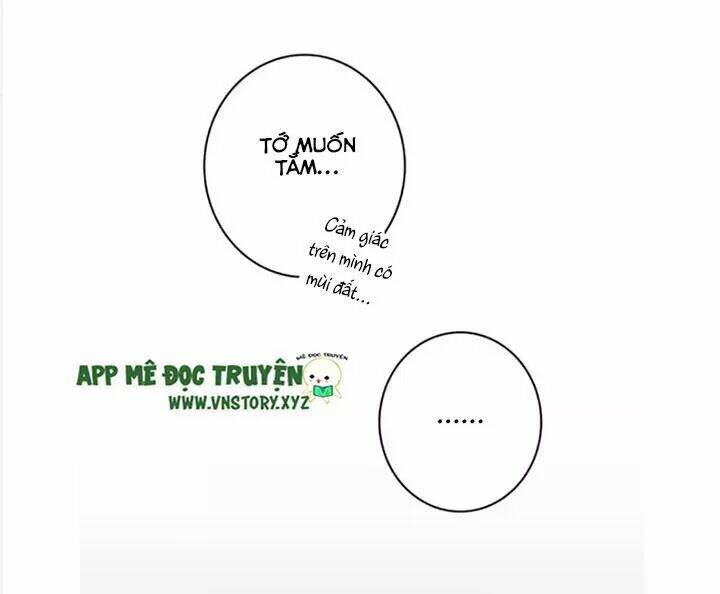 TỚ MUỐN
TẮM...
Cảm giác
trên mình có
mùi đất...
MÊ ĐỌC TRUYỆN
APP MÊ ĐỌC TRUYỆN
WWW.VNSTORY.XYZ
......